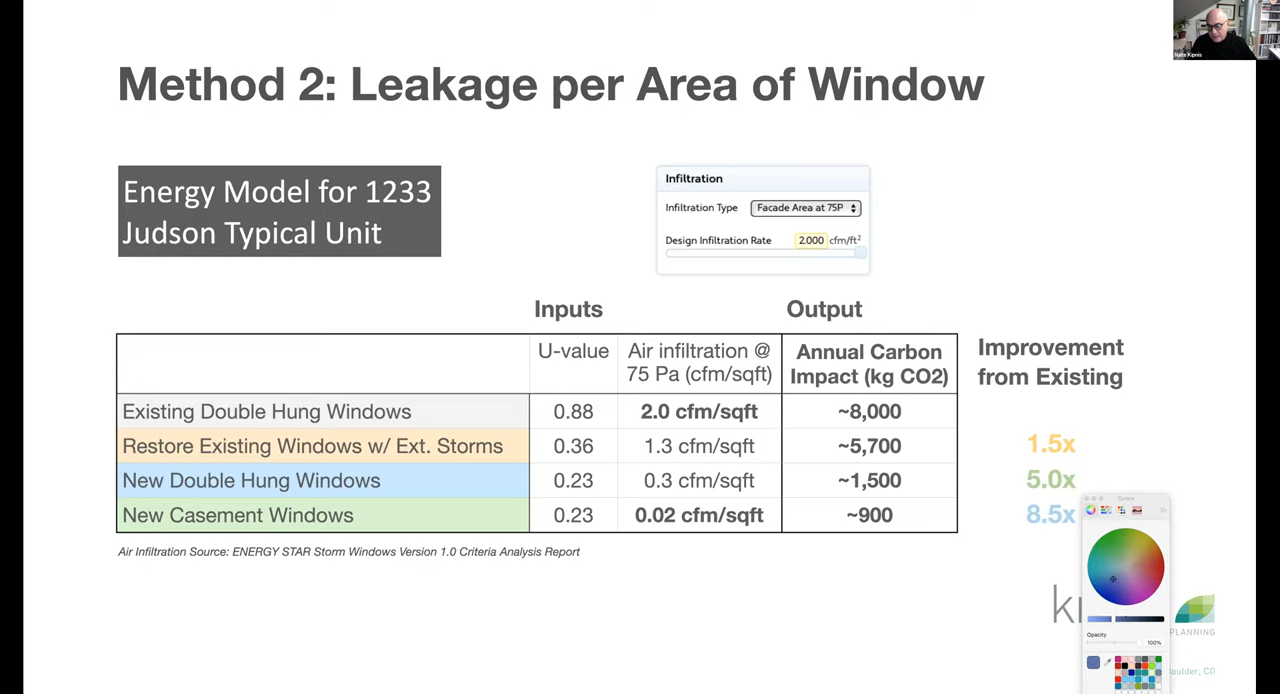 Nate Kipnis
Method 2: Leakage per Area of Window
Energy Model for 1233
Judson Typical Unit
Infiltration
Infiltration Type Facade Area at 75P
Design Infiltration Rate 2.000 cfm/ft²
Inputs Output
U-value Air infiltration @ 75 Pa (cfm/sqft) Annual Carbon Impact (kg CO2) Improvement from Existing
Existing Double Hung Windows 0.88 2.0 cfm/sqft ~8,000
Restore Existing Windows w/ Ext. Storms 0.36 1.3 cfm/sqft ~5,700 1.5x
New Double Hung Windows 0.23 0.3 cfm/sqft ~1,500 5.0x
New Casement Windows 0.23 0.02 cfm/sqft ~900 8.5x
Air Infiltration Source: ENERGY STAR Storm Windows Version 1.0 Criteria Analysis Report
Colors
Opacity
100%
PLANNING
oulder, CO